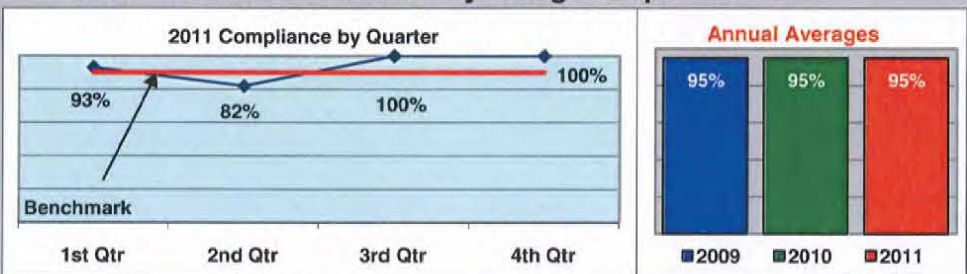 2011 Compliance by Quarter
93%
82%
100%
100%
Benchmark
1st Qtr
2nd Qtr
3rd Qtr
4th Qtr
Annual Averages
95%
95%
95%
2009
2010
2011